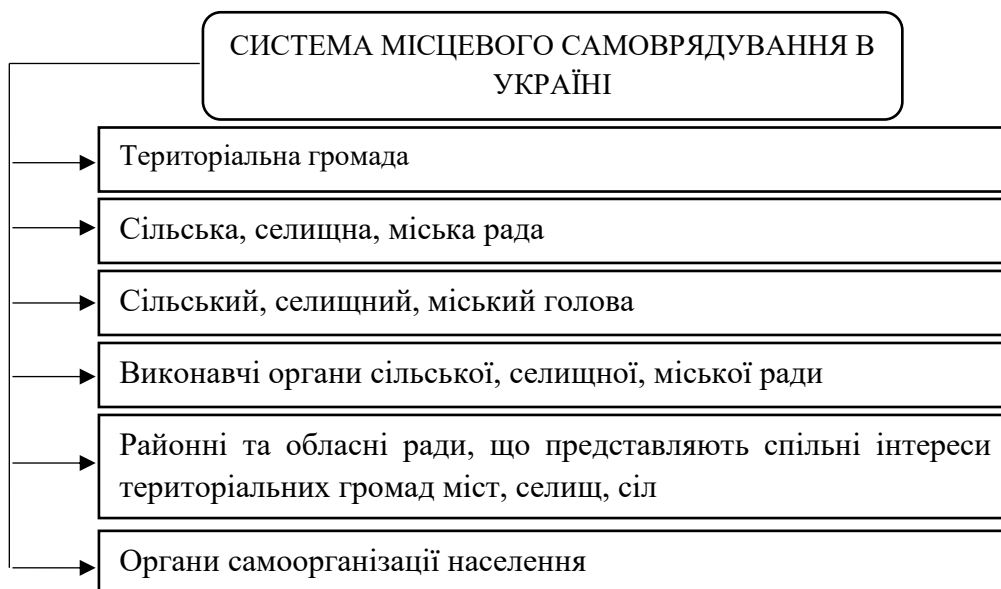 СИСТЕМА МІСЦЕВОГО САМОВРЯДУВАННЯ В
УКРАЇНІ
Територіальна громада
Сільська, селищна, міська рада
Сільський, селищний, міський голова
Виконавчі органи сільської, селищної, міської ради
Районні та обласні ради, що представляють спільні інтереси
територіальних громад міст, селищ, сіл
Органи самоорганізації населення